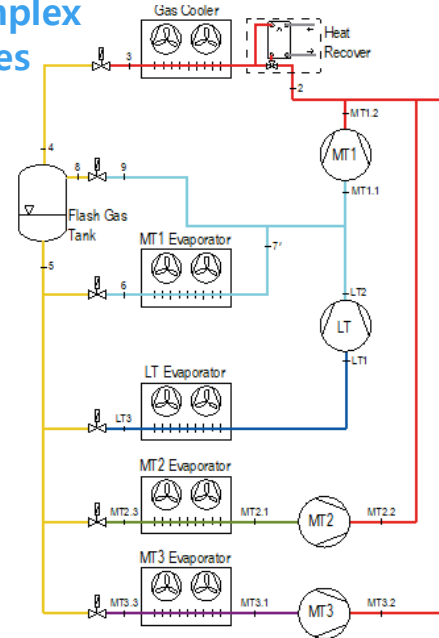 mplex
es
Gas Cooler
Heat
Recover
3
2
MT1.2
4
8
9
MT1
MT1.1
Flash Gas
Tank
MT1 Evaporator
7'
5
6
LT2
LT
LT1
LT Evaporator
LT3
MT2 Evaporator
MT2.3
MT2.1
MT2
MT2.2
MT3 Evaporator
MT3.3
MT3.1
MT3
MT3.2